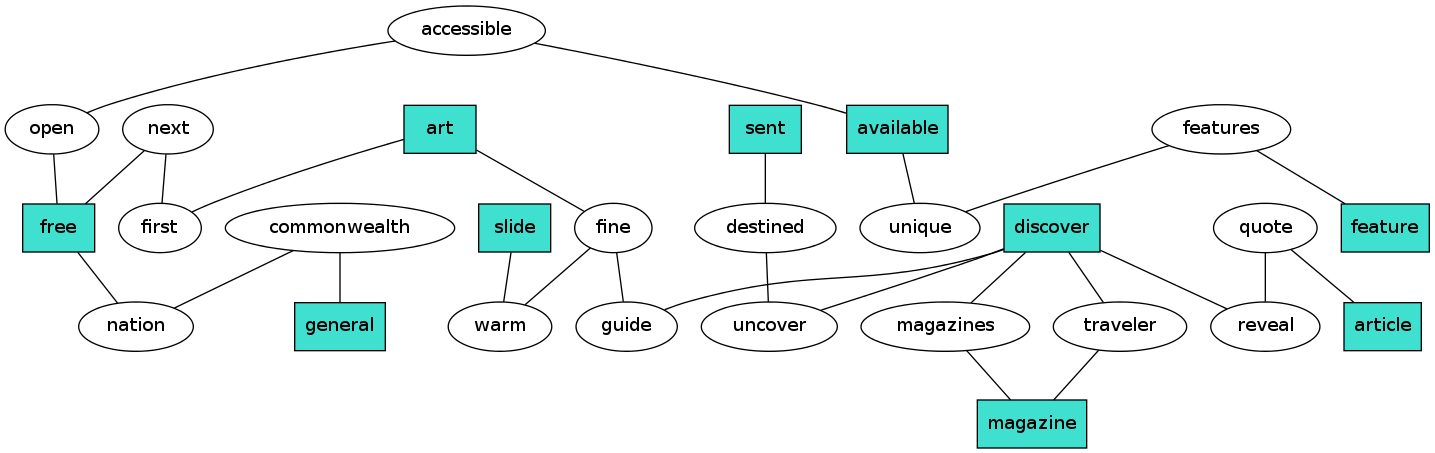 accessible
open
next
art
sent
available
features
free
first
commonwealth
slide
fine
destined
unique
discover
quote
feature
nation
general
warm
guide
uncover
magazines
traveler
reveal
article
magazine